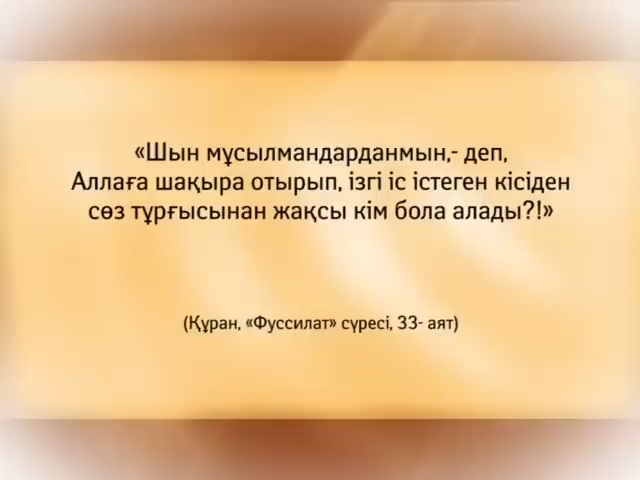 «Шын мұсылмандарданмын,- деп,
Аллаға шақыра отырып, ізгі іс істеген кісіден
сөз тұрғысынан жақсы кім бола алады?!»
(Құран, «Фуссилат» сүресі, 33- аят)